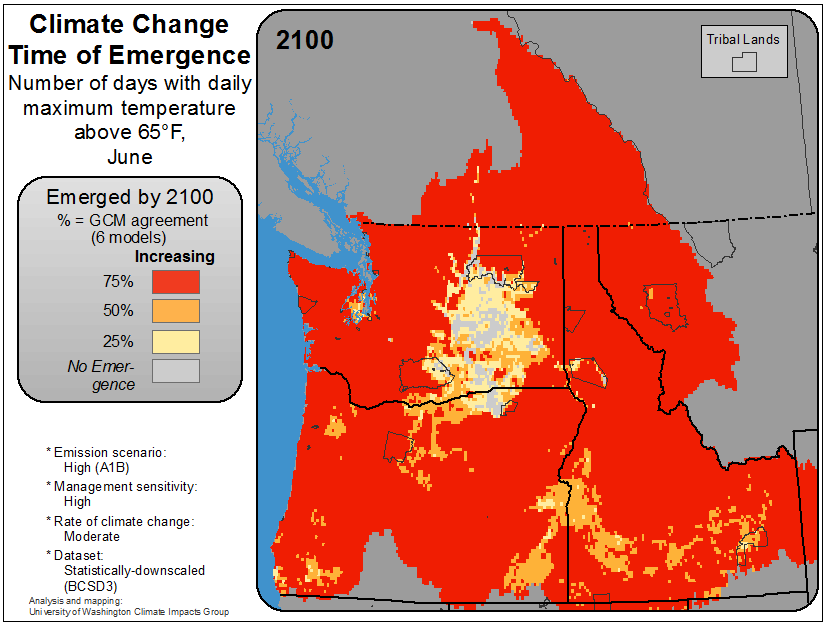 Climate Change
Time of Emergence
Number of days with daily
maximum temperature
above 65°F,
June
Emerged by 2100
% = GCM agreement
(6 models)
Increasing
75%
50%
25%
No Emer-
gence
* Emission scenario:
High (A1B)
* Management sensitivity:
High
* Rate of climate change:
Moderate
* Dataset:
Statistically-downscaled
(BCSD3)
Analysis and mapping:
University of Washington Climate Impacts Group
2100
Tribal Lands